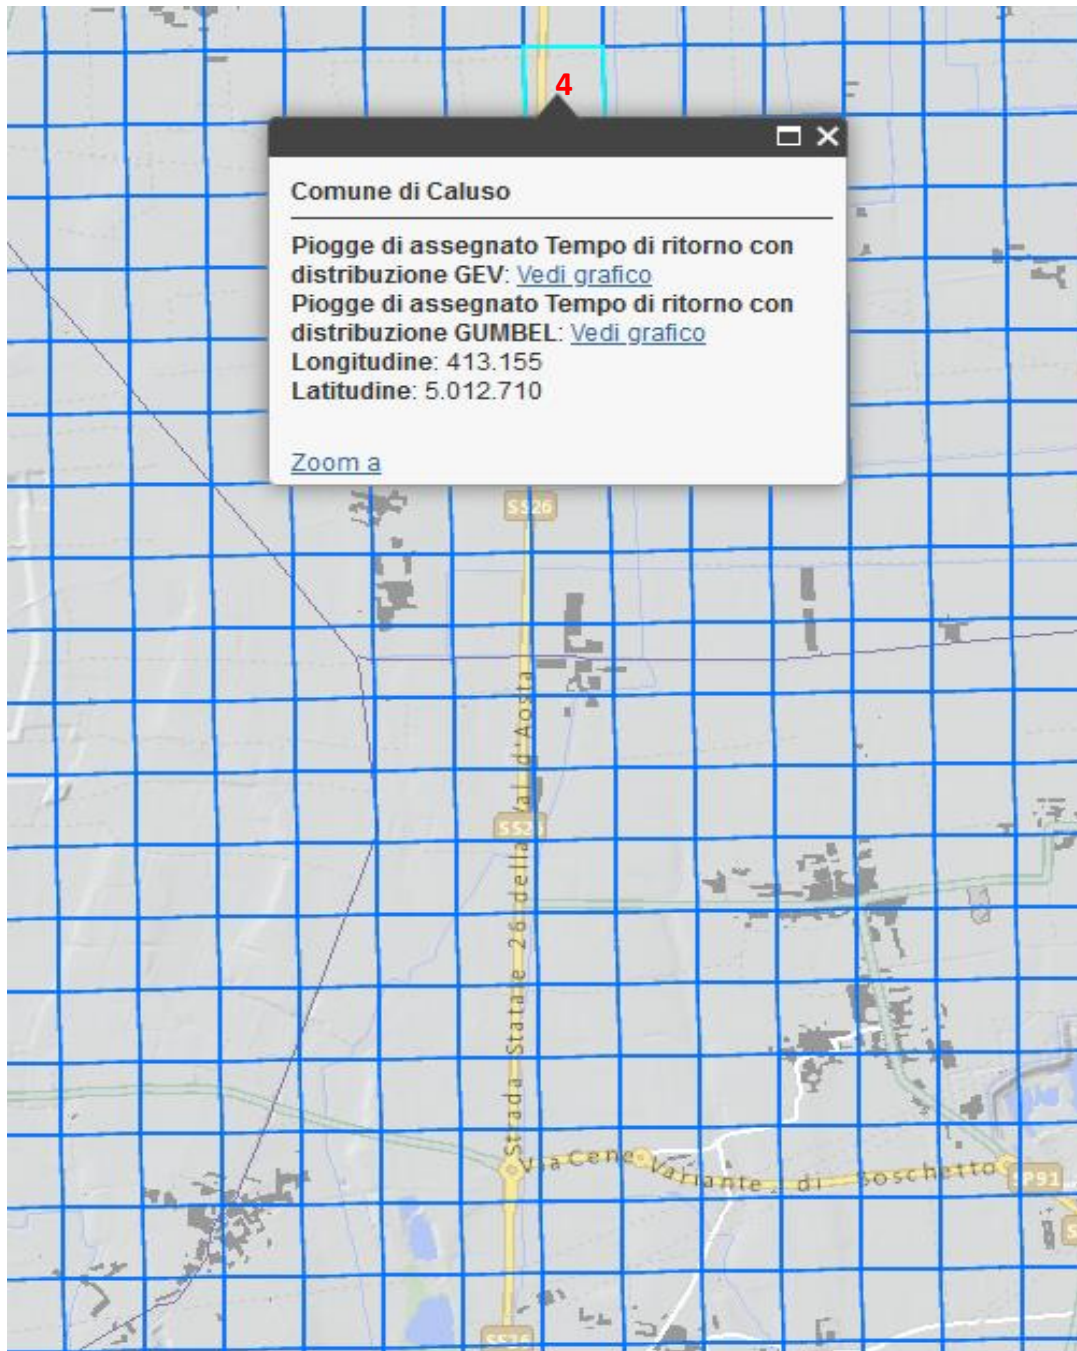 4
Comune di Caluso
Piogge di assegnato Tempo di ritorno con
distribuzione GEV: Vedi grafico
Piogge di assegnato Tempo di ritorno con
distribuzione GUMBEL: Vedi grafico
Longitudine: 413.155
Latitudine: 5.012.710
Zoom a
SS26
Strada Statale 26 della Val d'Aosta
SS26
Via Cene
Variante di Boschetto
SP91
SS26